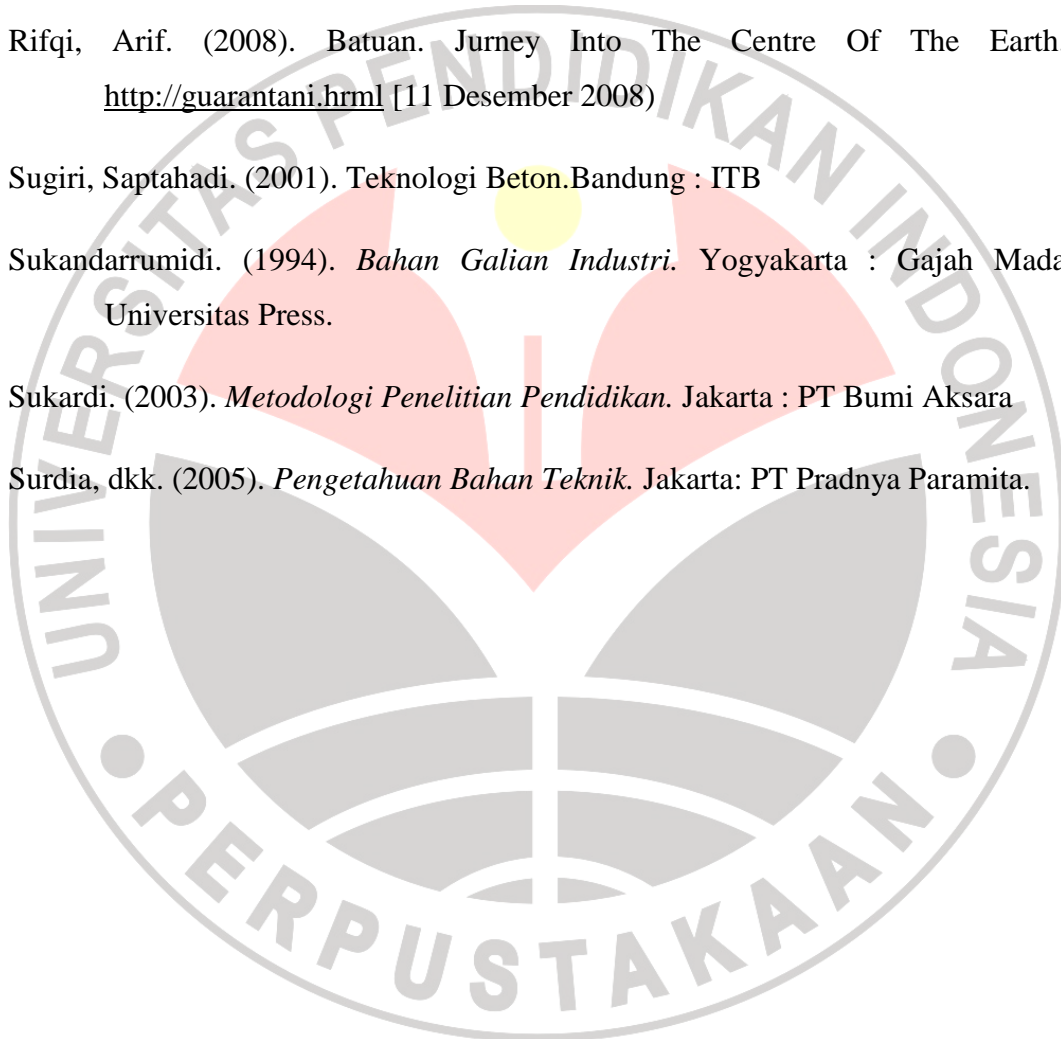 Rifqi, Arif. (2008). Batuan. Jurney Into The Centre Of The Earth.
http://guarantani.hrml [11 Desember 2008)
Sugiri, Saptahadi. (2001). Teknologi Beton.Bandung : ITB
Sukandarrumidi. (1994). Bahan Galian Industri. Yogyakarta : Gajah Mada
Universitas Press.
Sukardi. (2003). Metodologi Penelitian Pendidikan. Jakarta : PT Bumi Aksara
Surdia, dkk. (2005). Pengetahuan Bahan Teknik. Jakarta: PT Pradnya Paramita.
UNIVERSITAS PENDIDIKAN INDONESIA
PERPUSTAKAAN